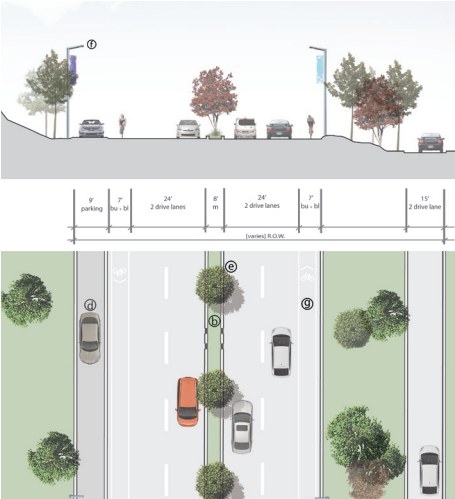 f
9'
parking
7'
bu + bl
24'
2 drive lanes
8'
m
24'
2 drive lanes
7'
bu + bl
15'
2 drive lane
(varies) R.O.W.
e
d
b
g